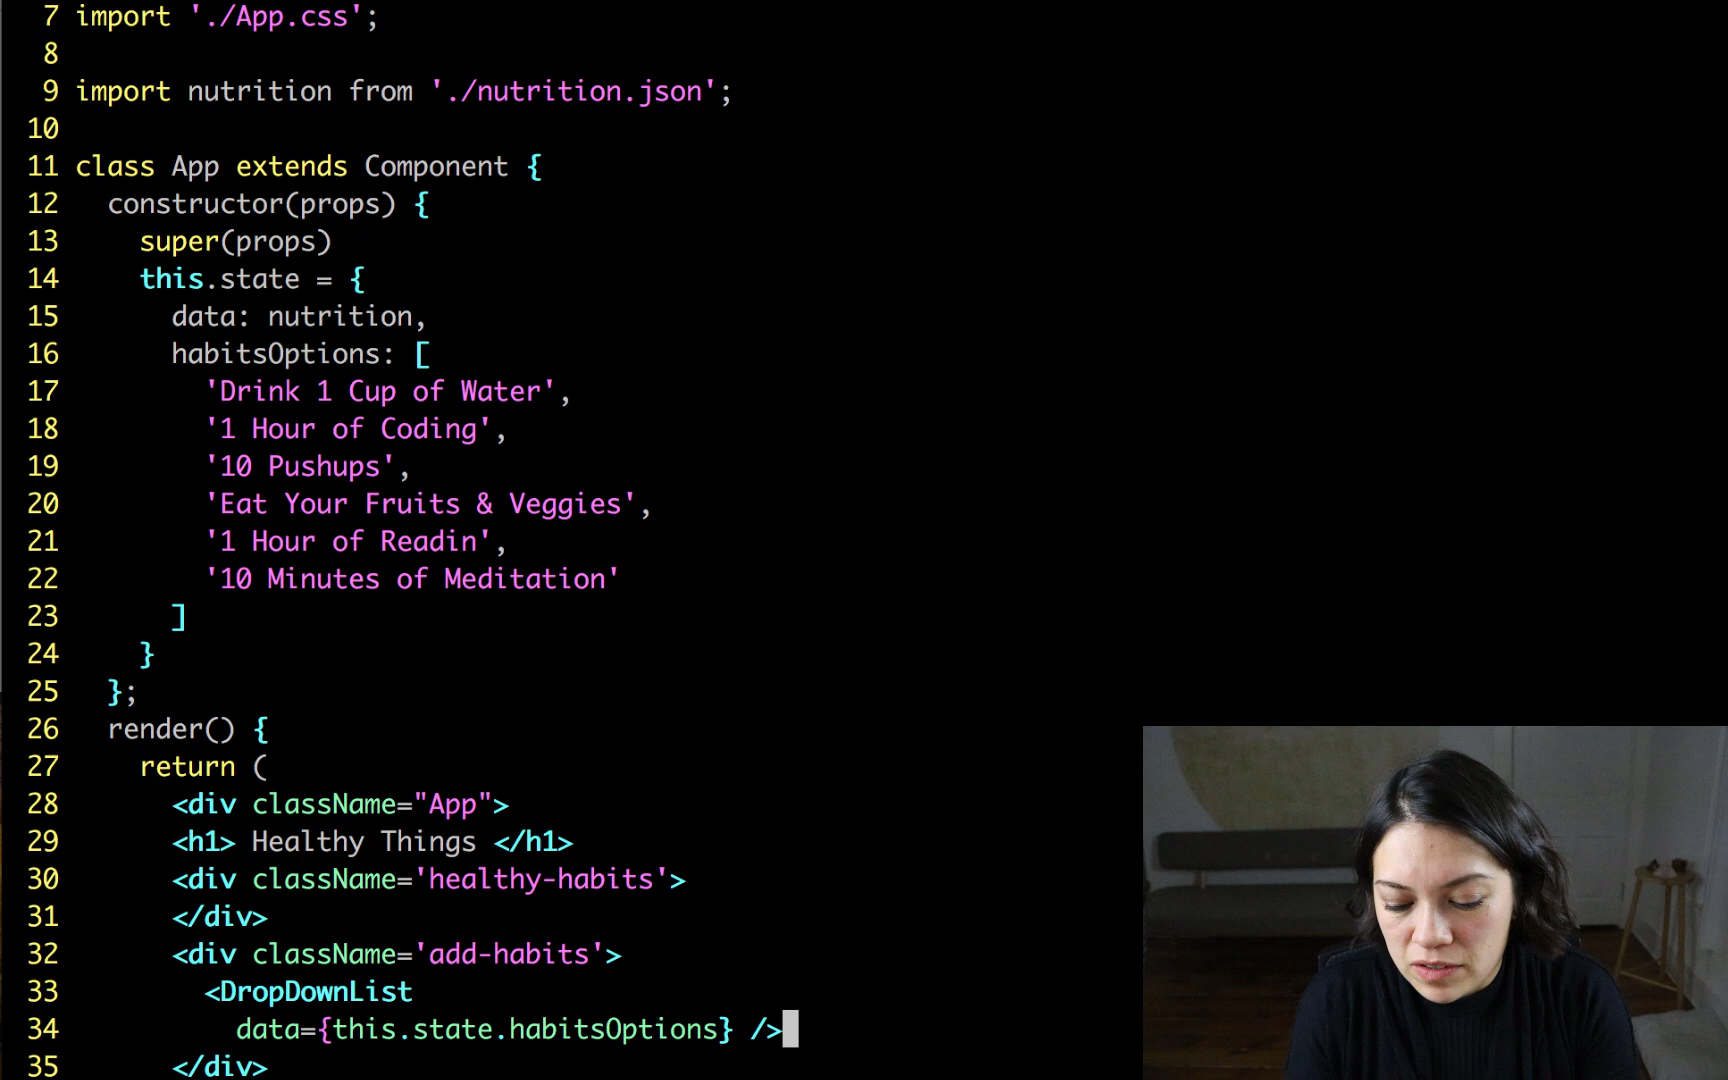 7 import './App.css';
8
9 import nutrition from './nutrition.json';
10
11 class App extends Component {
12 constructor(props) {
13 super(props)
14 this.state = {
15 data: nutrition,
16 habitsOptions: [
17 'Drink 1 Cup of Water',
18 '1 Hour of Coding',
19 '10 Pushups',
20 'Eat Your Fruits & Veggies',
21 '1 Hour of Readin',
22 '10 Minutes of Meditation'
23 ]
24 }
25 };
26 render() {
27 return (
28 <div className="App">
29 <h1> Healthy Things </h1>
30 <div className='healthy-habits'>
31 </div>
32 <div className='add-habits'>
33 <DropDownList
34 data={this.state.habitsOptions} />
35 </div>